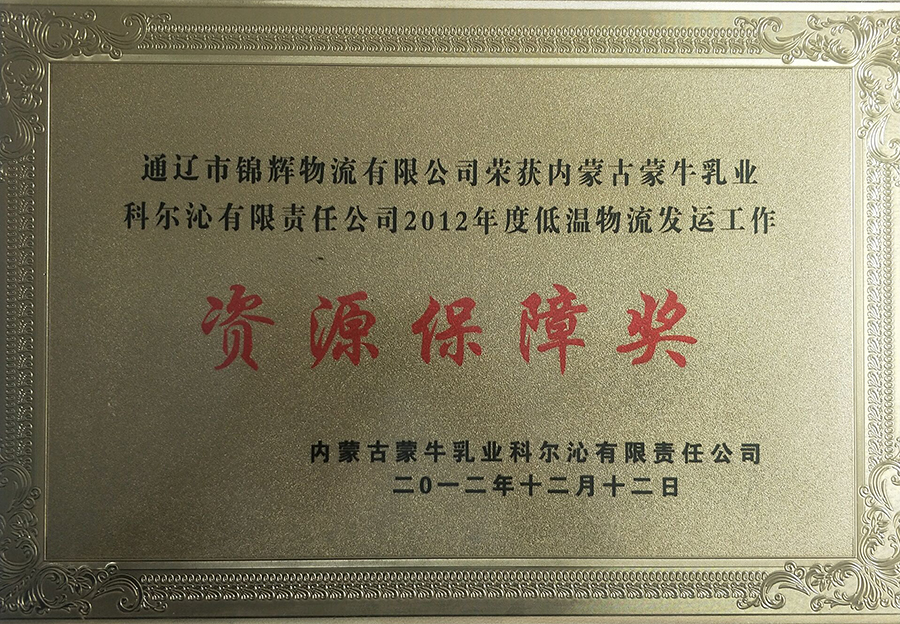 通辽市锦辉物流有限公司荣获内蒙古蒙牛乳业
科尔沁有限责任公司2012年度低温物流发运工作
资源保障奖
内蒙古蒙牛乳业科尔沁有限责任公司
二0一二年十二月十二日